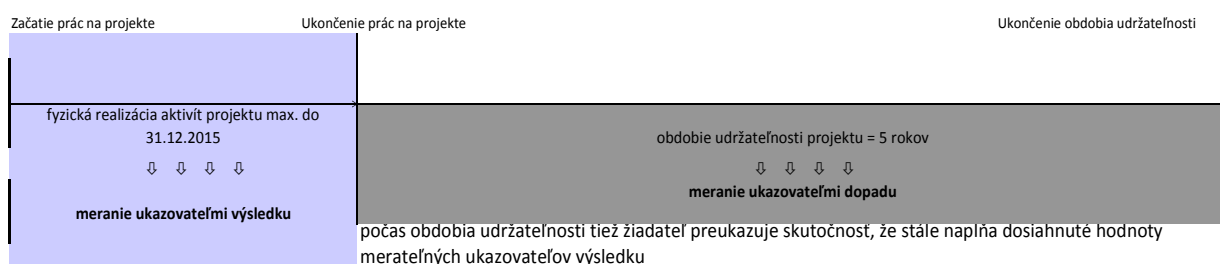 Začatie prác na projekte
Ukončenie prác na projekte
Ukončenie obdobia udržateľnosti
fyzická realizácia aktivít projektu max. do
31.12.2015
⇩ ⇩ ⇩ ⇩
meranie ukazovateľmi výsledku
obdobie udržateľnosti projektu = 5 rokov
⇩ ⇩ ⇩ ⇩
meranie ukazovateľmi dopadu
počas obdobia udržateľnosti tiež žiadateľ preukazuje skutočnosť, že stále napĺňa dosiahnuté hodnoty
merateľných ukazovateľov výsledku